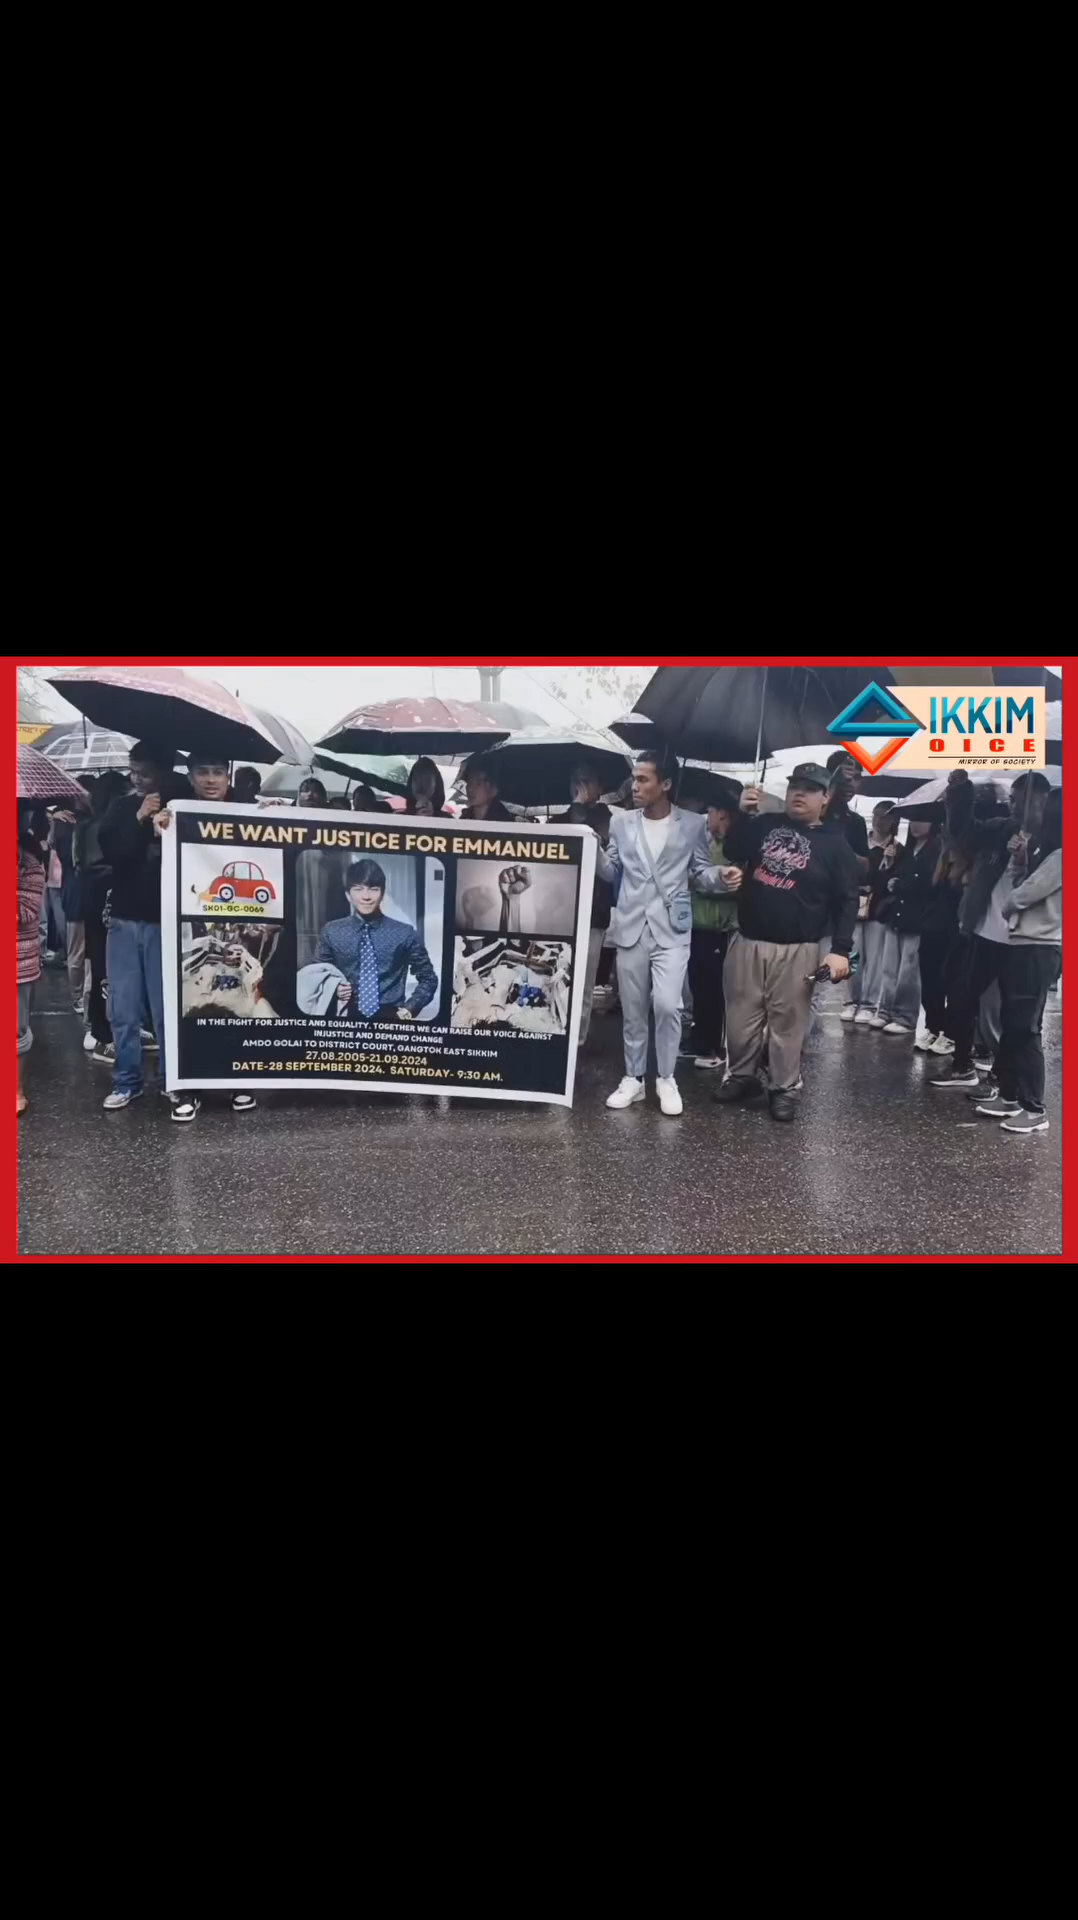 IKKIM
OICE
MIRROR OF SOCIETY
WE WANT JUSTICE FOR EMMANUEL
SK01-GC-0069
IN THE FIGHT FOR JUSTICE AND EQUALITY. TOGETHER WE CAN RAISE OUR VOICE AGAINST
INJUSTICE AND DEMAND CHANGE
AMDO GOLAI TO DISTRICT COURT, GANGTOK EAST SIKKIM
27.08.2005-21.09.2024
DATE-28 SEPTEMBER 2024. SATURDAY- 9:30 AM.